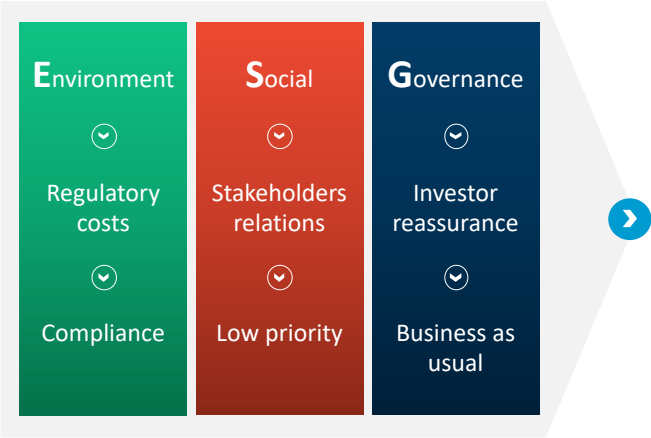 Environment
Regulatory
costs
Compliance
Social
Stakeholders
relations
Low priority
Governance
Investor
reassurance
Business as
usual